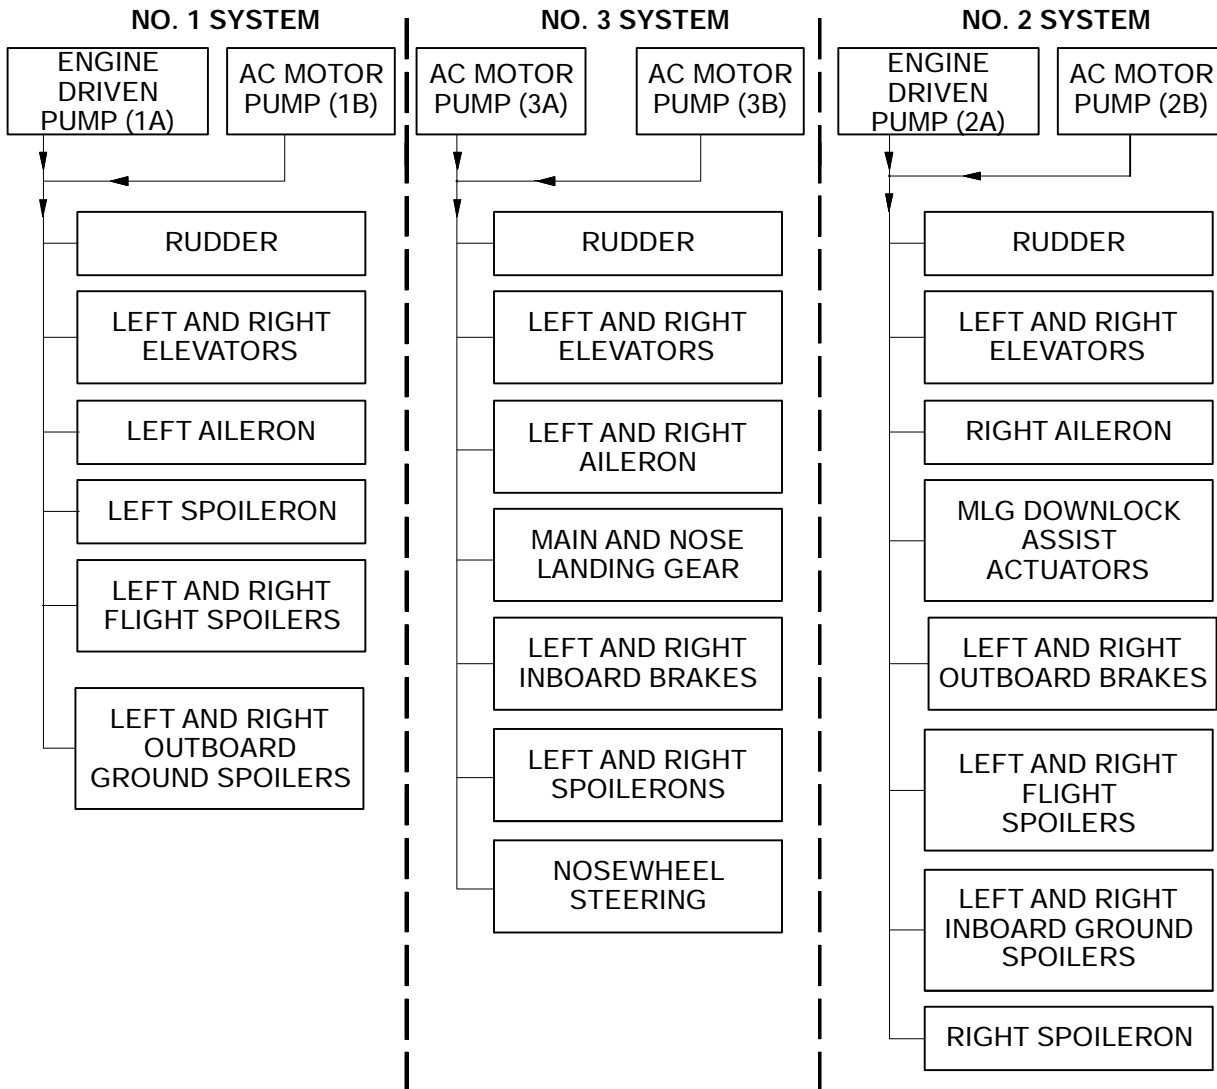 NO. 1 SYSTEM
ENGINE
DRIVEN
PUMP (1A)
AC MOTOR
PUMP (1B)
RUDDER
LEFT AND RIGHT
ELEVATORS
LEFT AILERON
LEFT SPOILERON
LEFT AND RIGHT
FLIGHT SPOILERS
LEFT AND RIGHT
OUTBOARD
GROUND SPOILERS
NO. 3 SYSTEM
AC MOTOR
PUMP (3A)
AC MOTOR
PUMP (3B)
RUDDER
LEFT AND RIGHT
ELEVATORS
LEFT AND RIGHT
AILERON
MAIN AND NOSE
LANDING GEAR
LEFT AND RIGHT
INBOARD BRAKES
LEFT AND RIGHT
SPOILERONS
NOSEWHEEL
STEERING
NO. 2 SYSTEM
ENGINE
DRIVEN
PUMP (2A)
AC MOTOR
PUMP (2B)
RUDDER
LEFT AND RIGHT
ELEVATORS
RIGHT AILERON
MLG DOWNLOCK
ASSIST
ACTUATORS
LEFT AND RIGHT
OUTBOARD BRAKES
LEFT AND RIGHT
FLIGHT
SPOILERS
LEFT AND RIGHT
INBOARD GROUND
SPOILERS
RIGHT SPOILERON